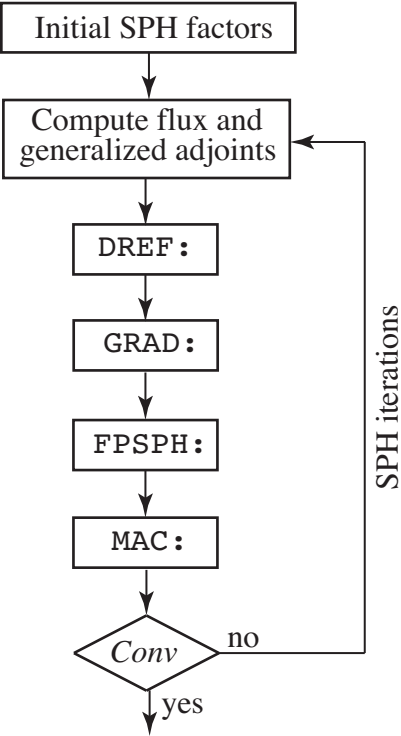 Initial SPH factors
Compute flux and
generalized adjoints
DREF:
GRAD:
FPSPH:
MAC:
Conv
no
yes
SPH iterations